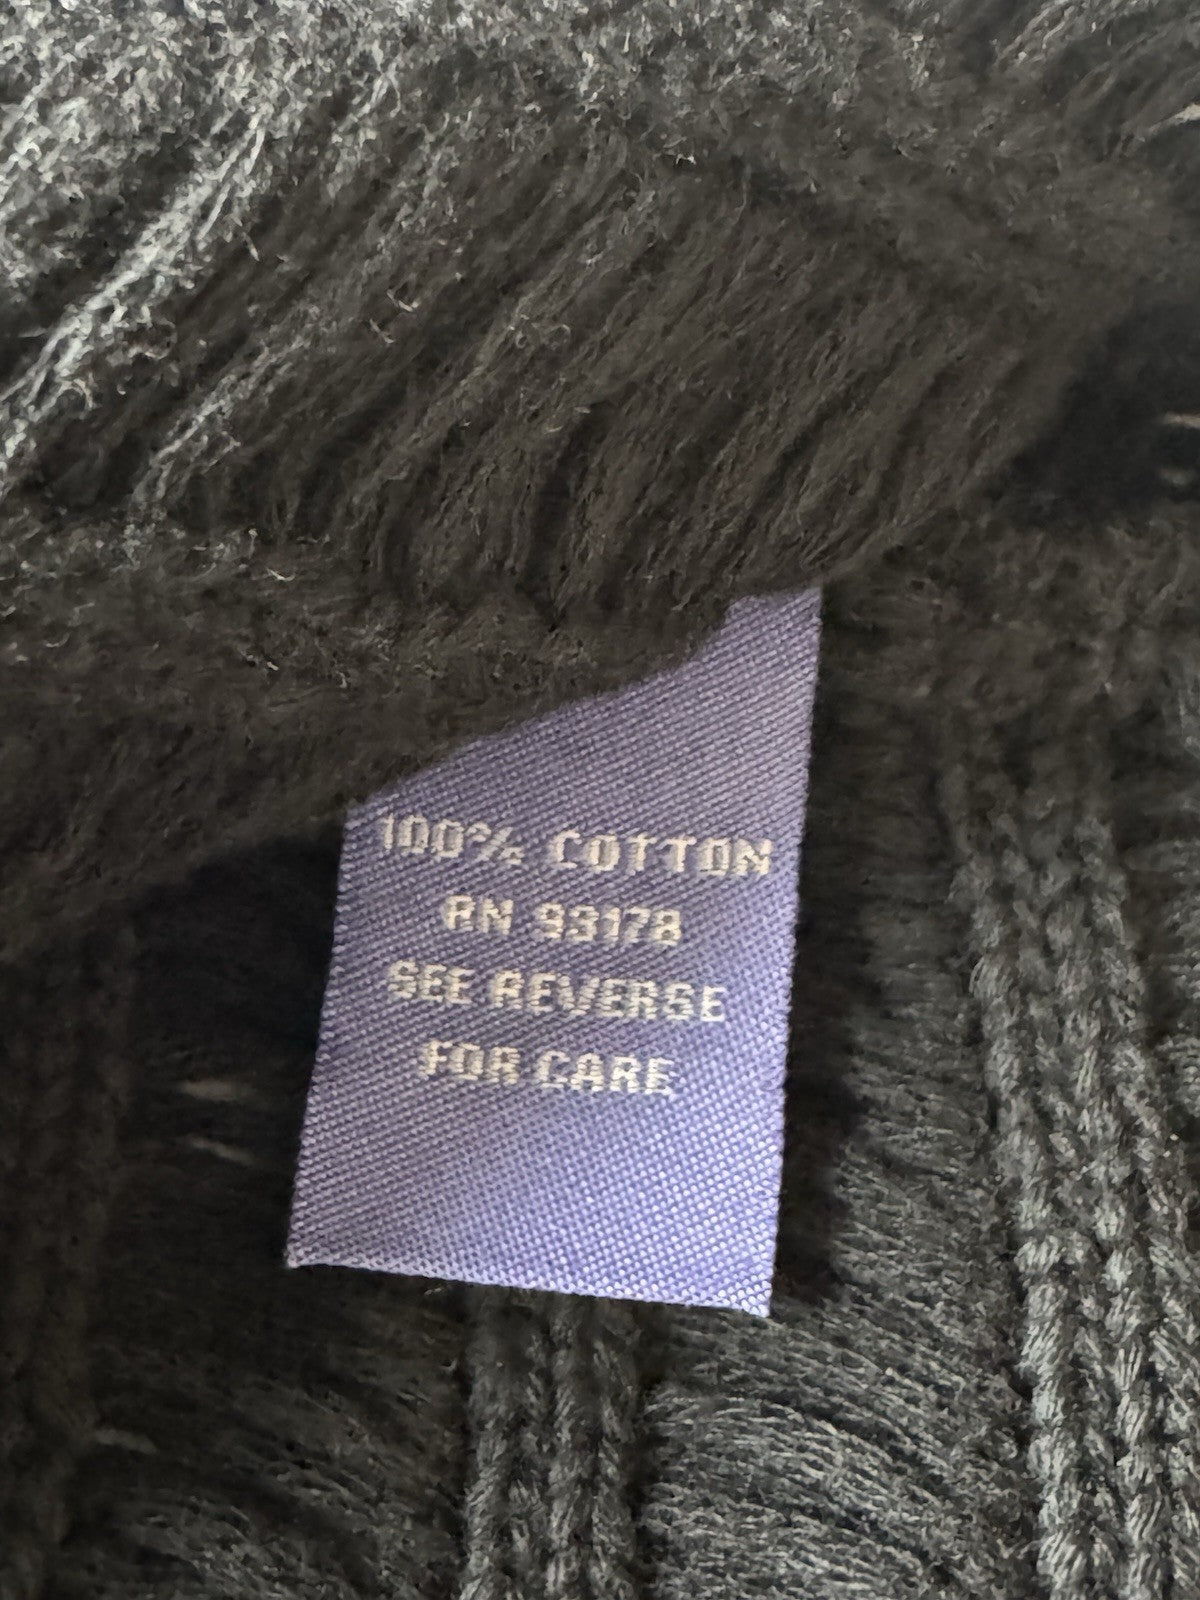 100% COTTON
RN 93178
SEE REVERSE
FOR CARE